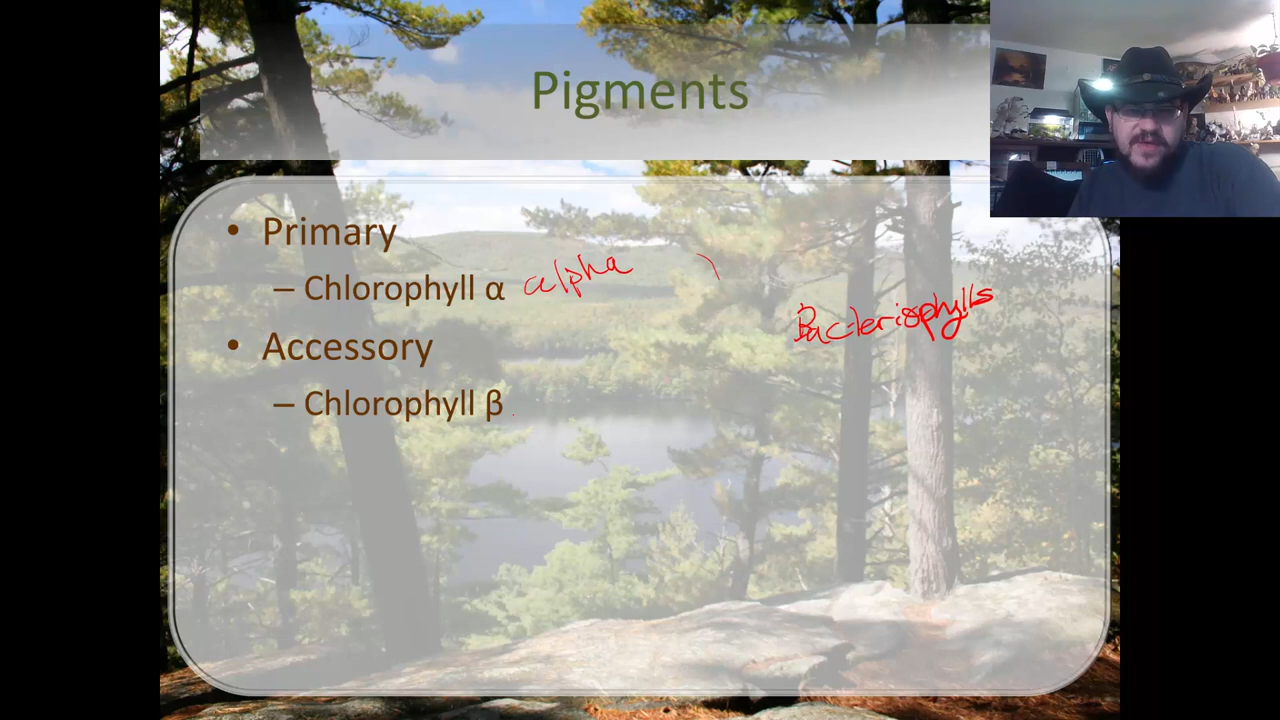 Pigments
• Primary
– Chlorophyll α alpha
Bacteriophylls
• Accessory
– Chlorophyll β